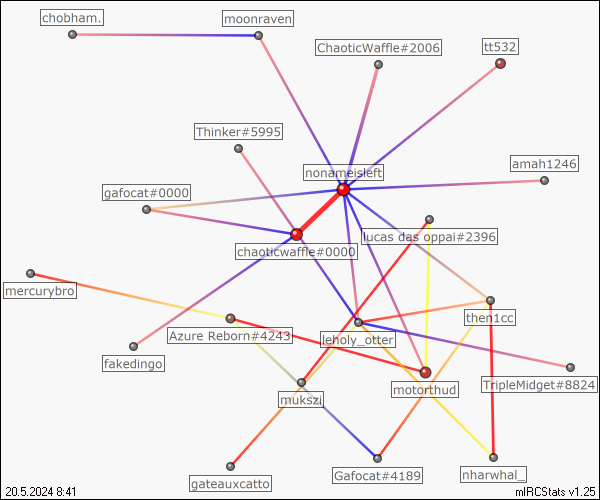 chobham.
moonraven
ChaoticWaffle#2006
tt532
Thinker#5995
amah1246
nonameisleft
gafocat#0000
lucas das oppai#2396
chaoticwaffle#0000
mercurybro
then1cc
Azure Reborn#4243
leholy_otter
fakedingo
TripleMidget#8824
motorthud
mukszi
nharwhal_
Gafocat#4189
gateauxcatto
20.5.2024 8:41
mIRCStats v1.25